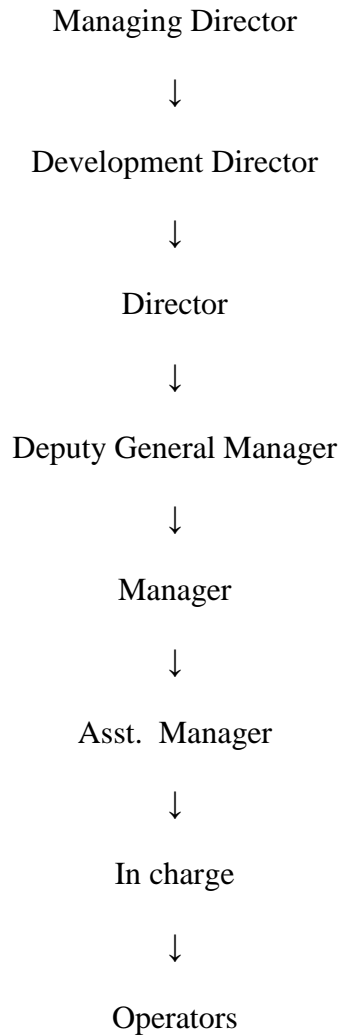 Managing Director
↓
Development Director
↓
Director
↓
Deputy General Manager
↓
Manager
↓
Asst.  Manager
↓
In charge
↓
Operators